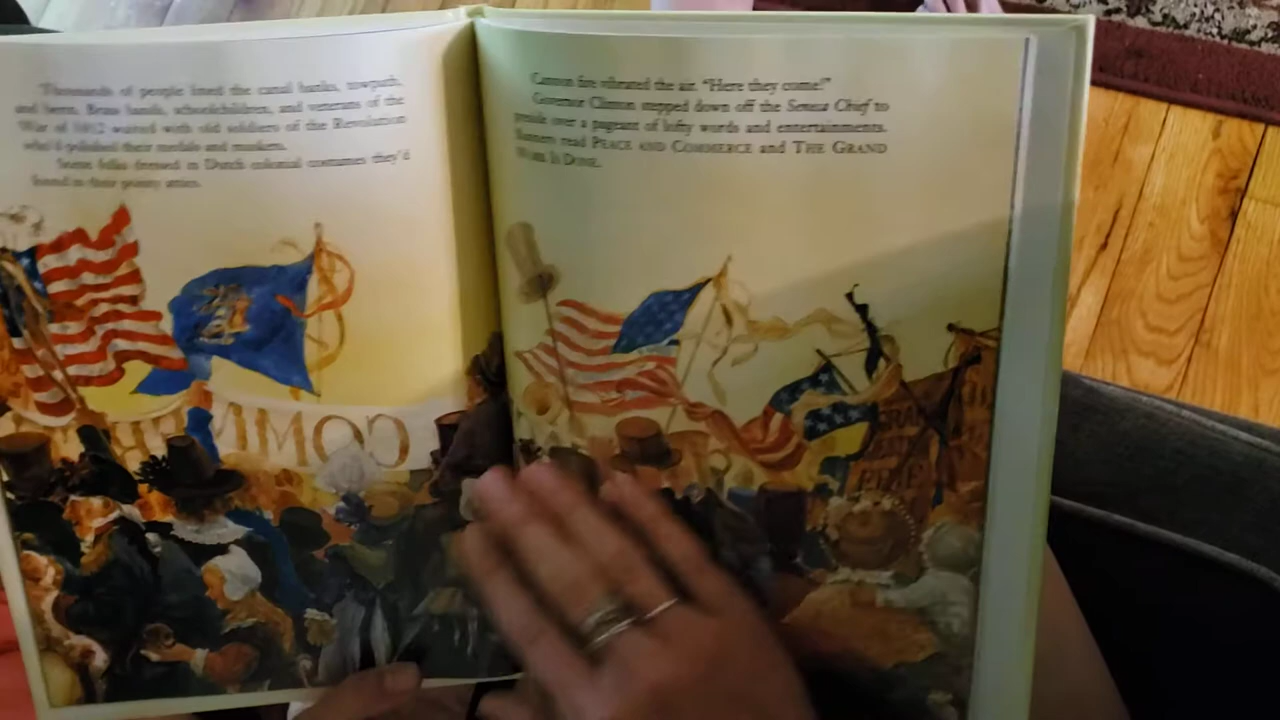 Thousands of people lined the canal banks, towpath,
and berm. Brass bands, schoolchildren, and veterans of the
War of 1812 waited with old soldiers of the Revolution
who'd polished their medals and muskets.
Some folks dressed in Dutch colonial costumes they'd
found in their granny attics.
Cannon fire vibrated the air. "Here they come!"
Governor Clinton stepped down off the Seneca Chief to
preside over a pageant of lofty words and entertainments.
Banners read PEACE AND COMMERCE and THE GRAND
WORK IS DONE.
COMM